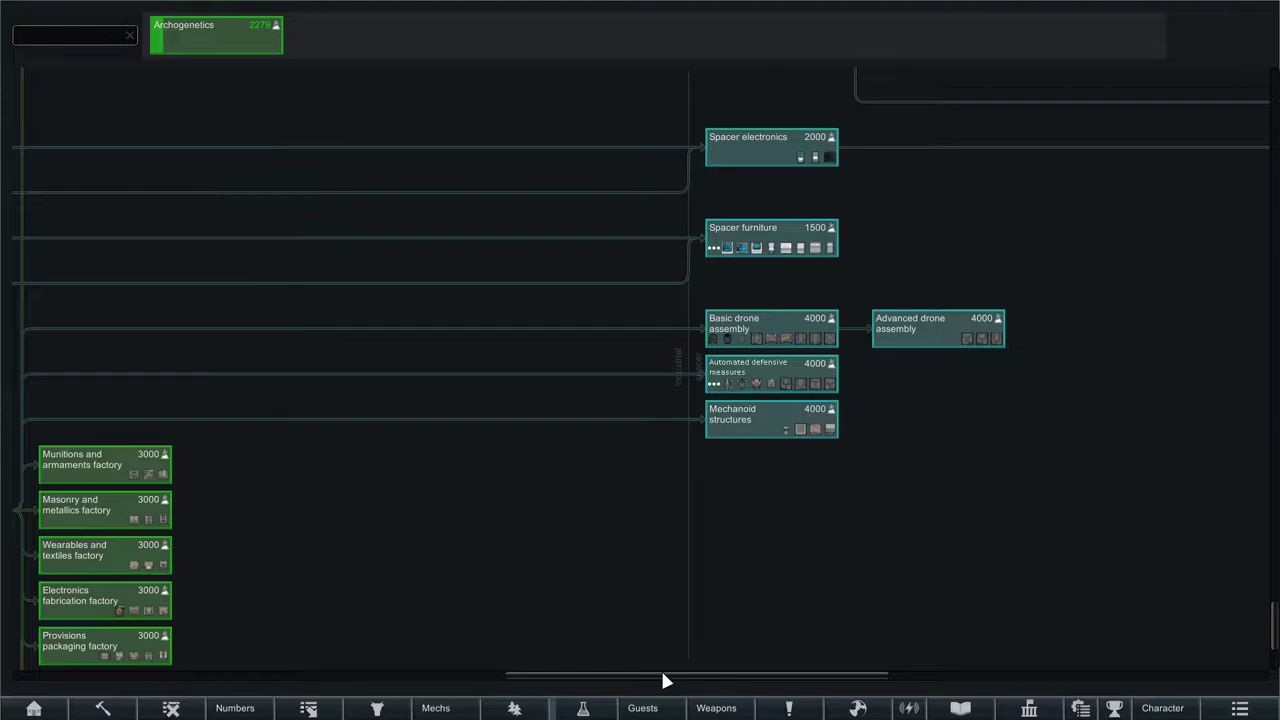 Archogenetics 2279
Spacer electronics 2000
Spacer furniture 1500
Basic drone 4000
assembly
Advanced drone 4000
assembly
Automated defensive 4000
measures
Industrial
Spacer
Mechanoid 4000
structures
Munitions and 3000
armaments factory
Masonry and 3000
metallics factory
Wearables and 3000
textiles factory
Electronics 3000
fabrication factory
Provisions 3000
packaging factory
Numbers Mechs Guests Weapons Character